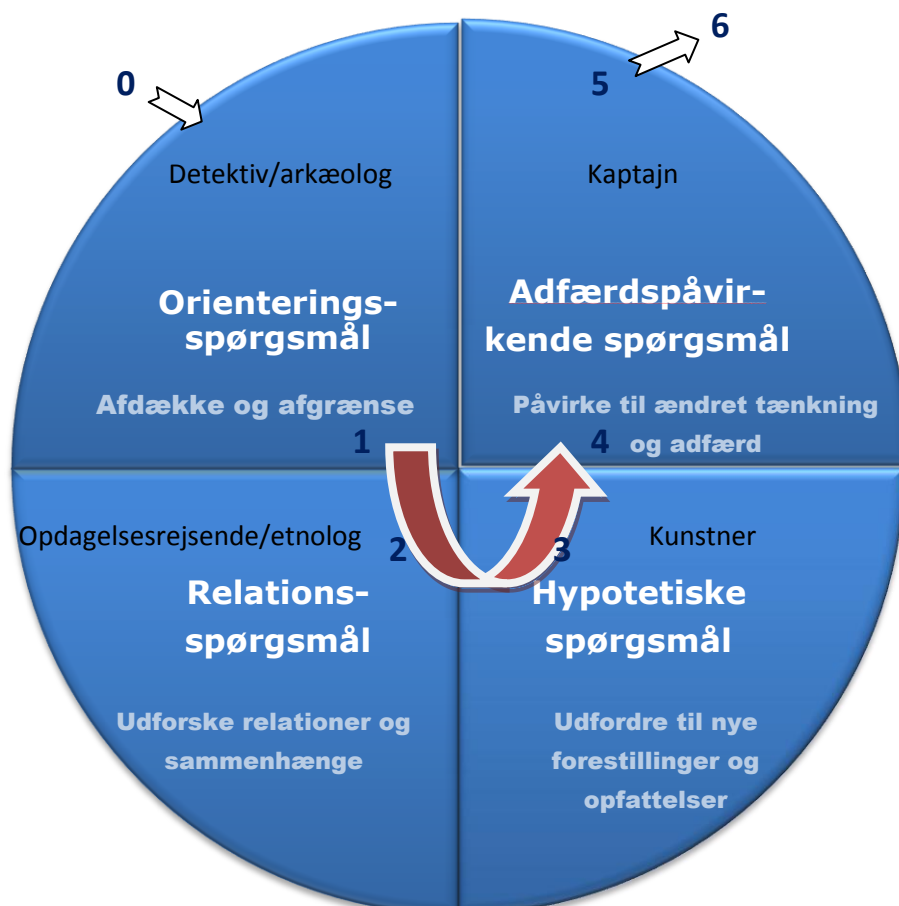 0
Detektiv/arkæolog
Orienterings-
spørgsmål
Afdække og afgrænse
1
Opdagelsesrejsende/etnolog
2
Relations-
spørgsmål
Udforske relationer og
sammenhænge
3
Kunstner
Hypotetiske
spørgsmål
Udfordre til nye
forestillinger og
opfattelser
6
5
Kaptajn
Adfærdspåvir-
kende spørgsmål
Påvirke til ændret tænkning
og adfærd
4